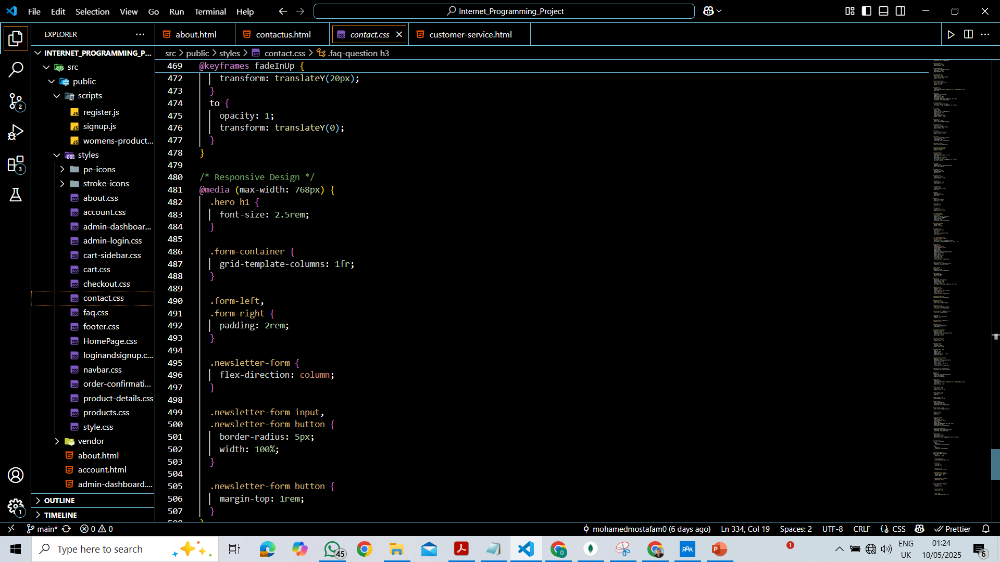 File Edit Selection View Go Run Terminal Help
Internet_Programming_Project
EXPLORER
INTERNET_PROGRAMMING_P...
src
public
scripts
register.js
signup.js
womens-product...
styles
pe-icons
stroke-icons
about.css
account.css
admin-dashboar...
admin-login.css
cart-sidebar.css
cart.css
checkout.css
contact.css
faq.css
footer.css
HomePage.css
loginandsignup.c...
navbar.css
order-confirmati...
product-details.css
products.css
style.css
vendor
about.html
account.html
admin-dashboard....
OUTLINE
TIMELINE
2
3
1
about.html contactus.html contact.css customer-service.html
src > public > styles > contact.css > .faq-question h3
469 @keyframes fadeInUp {
472 transform: translateY(20px);
473 }
474 to {
475 opacity: 1;
476 transform: translateY(0);
477 }
478 }
479
480 /* Responsive Design */
481 @media (max-width: 768px) {
482 .hero h1 {
483 font-size: 2.5rem;
484 }
485
486 .form-container {
487 grid-template-columns: 1fr;
488 }
489
490 .form-left,
491 .form-right {
492 padding: 2rem;
493 }
494
495 .newsletter-form {
496 flex-direction: column;
497 }
498
499 .newsletter-form input,
500 .newsletter-form button {
501 border-radius: 5px;
502 width: 100%;
503 }
504
505 .newsletter-form button {
506 margin-top: 1rem;
507 }
main* 0 0 mohamedmostafam0 (6 days ago) Ln 334, Col 19 Spaces: 2 UTF-8 CRLF CSS Prettier
Type here to search
45
1
ENG
UK
01:24
10/05/2025
6